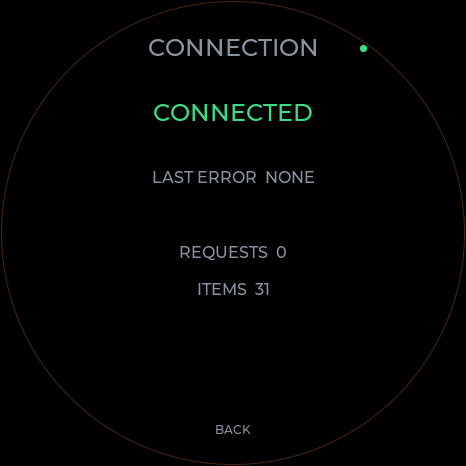 CONNECTION
CONNECTED
LAST ERROR NONE
REQUESTS 0
ITEMS 31
BACK